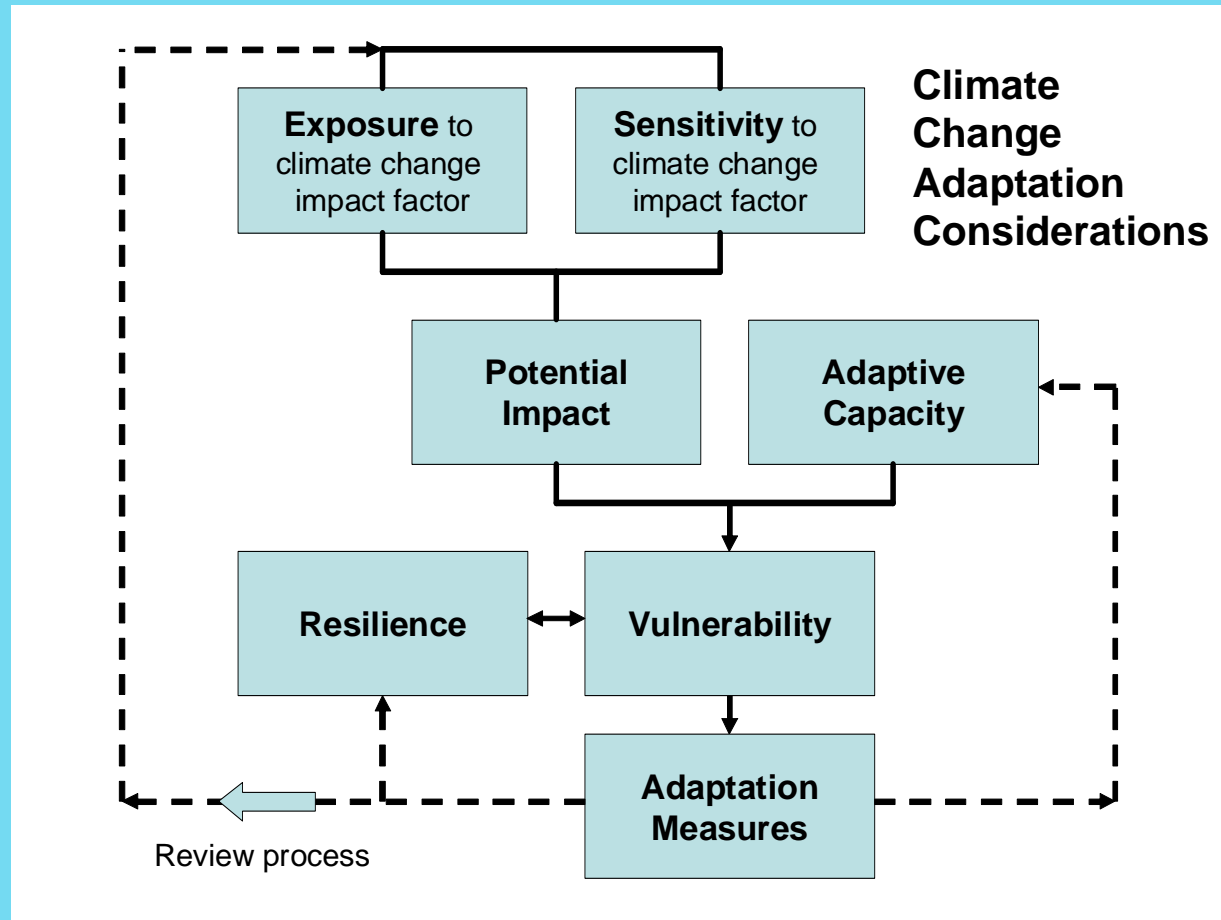 Climate
Change
Adaptation
Considerations
Exposure to
climate change
impact factor
Sensitivity to
climate change
impact factor
Potential
Impact
Adaptive
Capacity
Resilience
Vulnerability
Adaptation
Measures
Review process